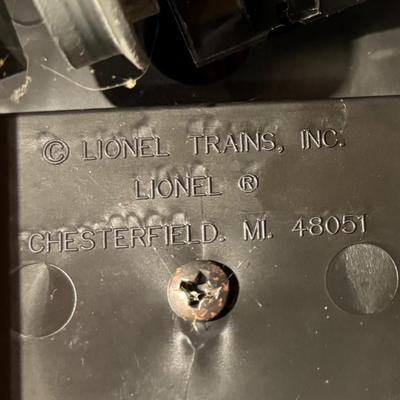 © LIONEL TRAINS, INC.
LIONEL ®
CHESTERFIELD, MI. 48051